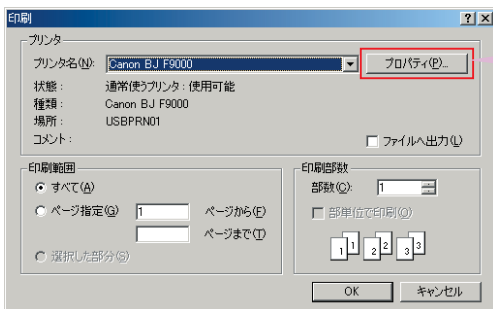 印刷
プリンタ
プリンタ名(N): Canon BJ F9000 プロパティ(P)...
状態： 通常使うプリンタ : 使用可能
種類： Canon BJ F9000
場所： USBPRN01
コメント：
ファイルへ出力(L)
印刷範囲
すべて(A)
ページ指定(G) 1 ページから(F)
ページまで(T)
選択した部分(S)
印刷部数
部数(C): 1
部単位で印刷(O)
1 1 2 2 3 3
OK キャンセル